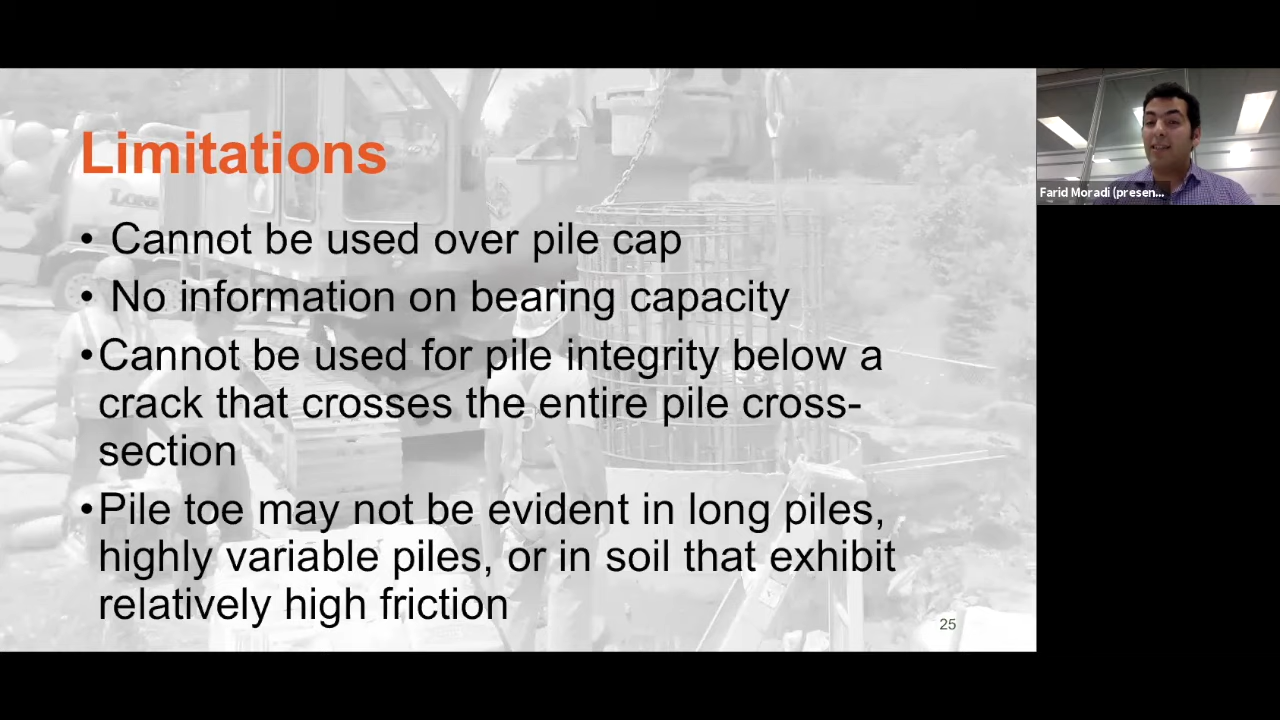 Limitations
• Cannot be used over pile cap
• No information on bearing capacity
•Cannot be used for pile integrity below a
crack that crosses the entire pile cross-
section
•Pile toe may not be evident in long piles,
highly variable piles, or in soil that exhibit
relatively high friction
25
Farid Moradi (presen...